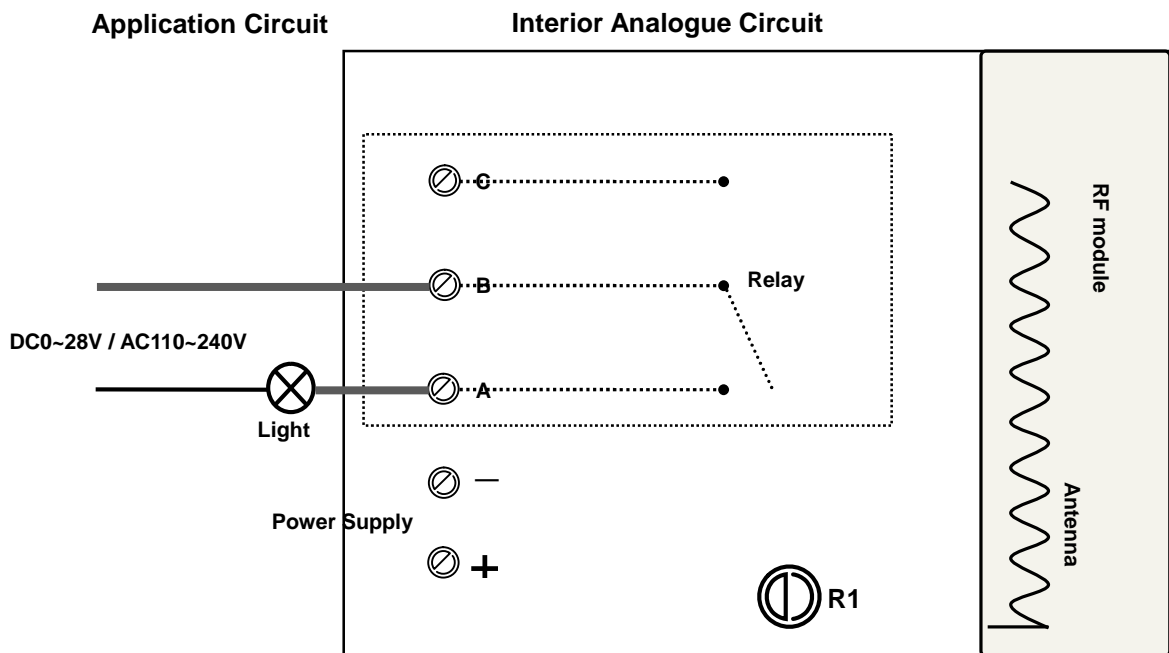 Application Circuit
Interior Analogue Circuit
C
B
Relay
DC0~28V / AC110~240V
A
Light
−
Power Supply
+
R1
RF module
Antenna